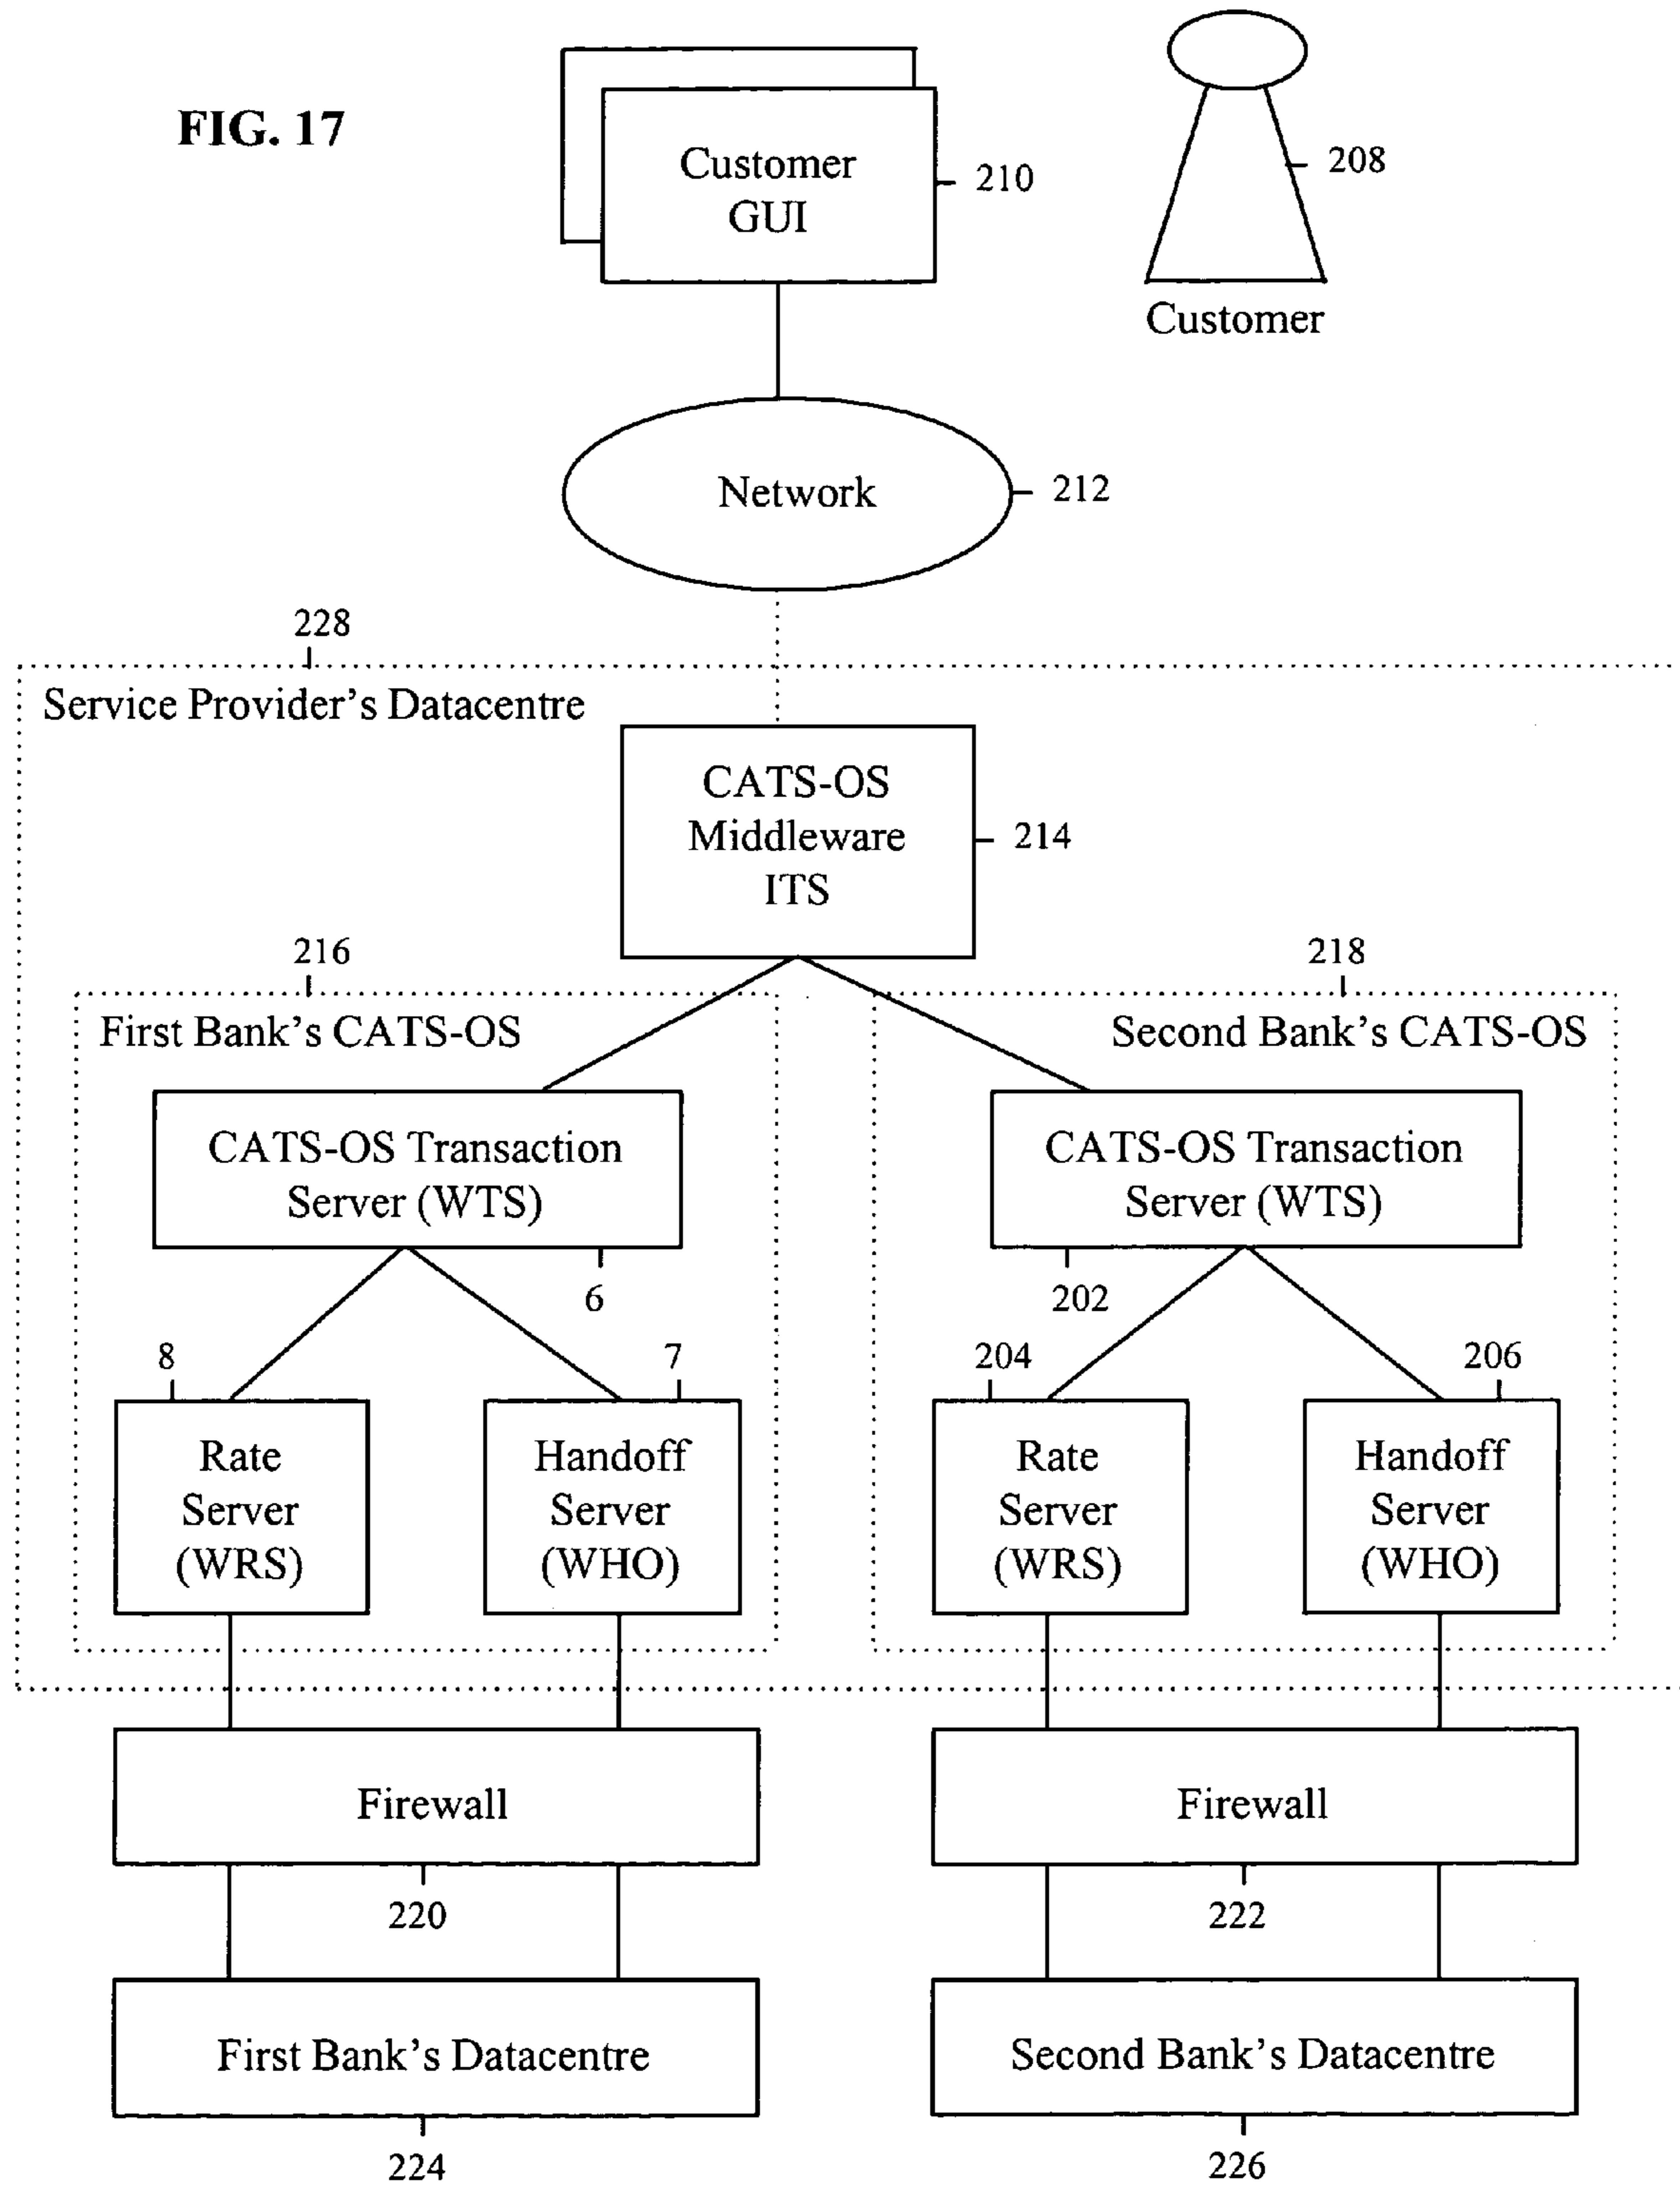 FIG. 17
Customer
GUI
210
208
Customer
Network
212
228
Service Provider's Datacentre
CATS-OS
Middleware
ITS
214
216
218
First Bank's CATS-OS
Second Bank's CATS-OS
CATS-OS Transaction
Server (WTS)
CATS-OS Transaction
Server (WTS)
6
202
8
7
204
206
Rate
Server
(WRS)
Handoff
Server
(WHO)
Rate
Server
(WRS)
Handoff
Server
(WHO)
Firewall
Firewall
220
222
First Bank's Datacentre
Second Bank's Datacentre
224
226